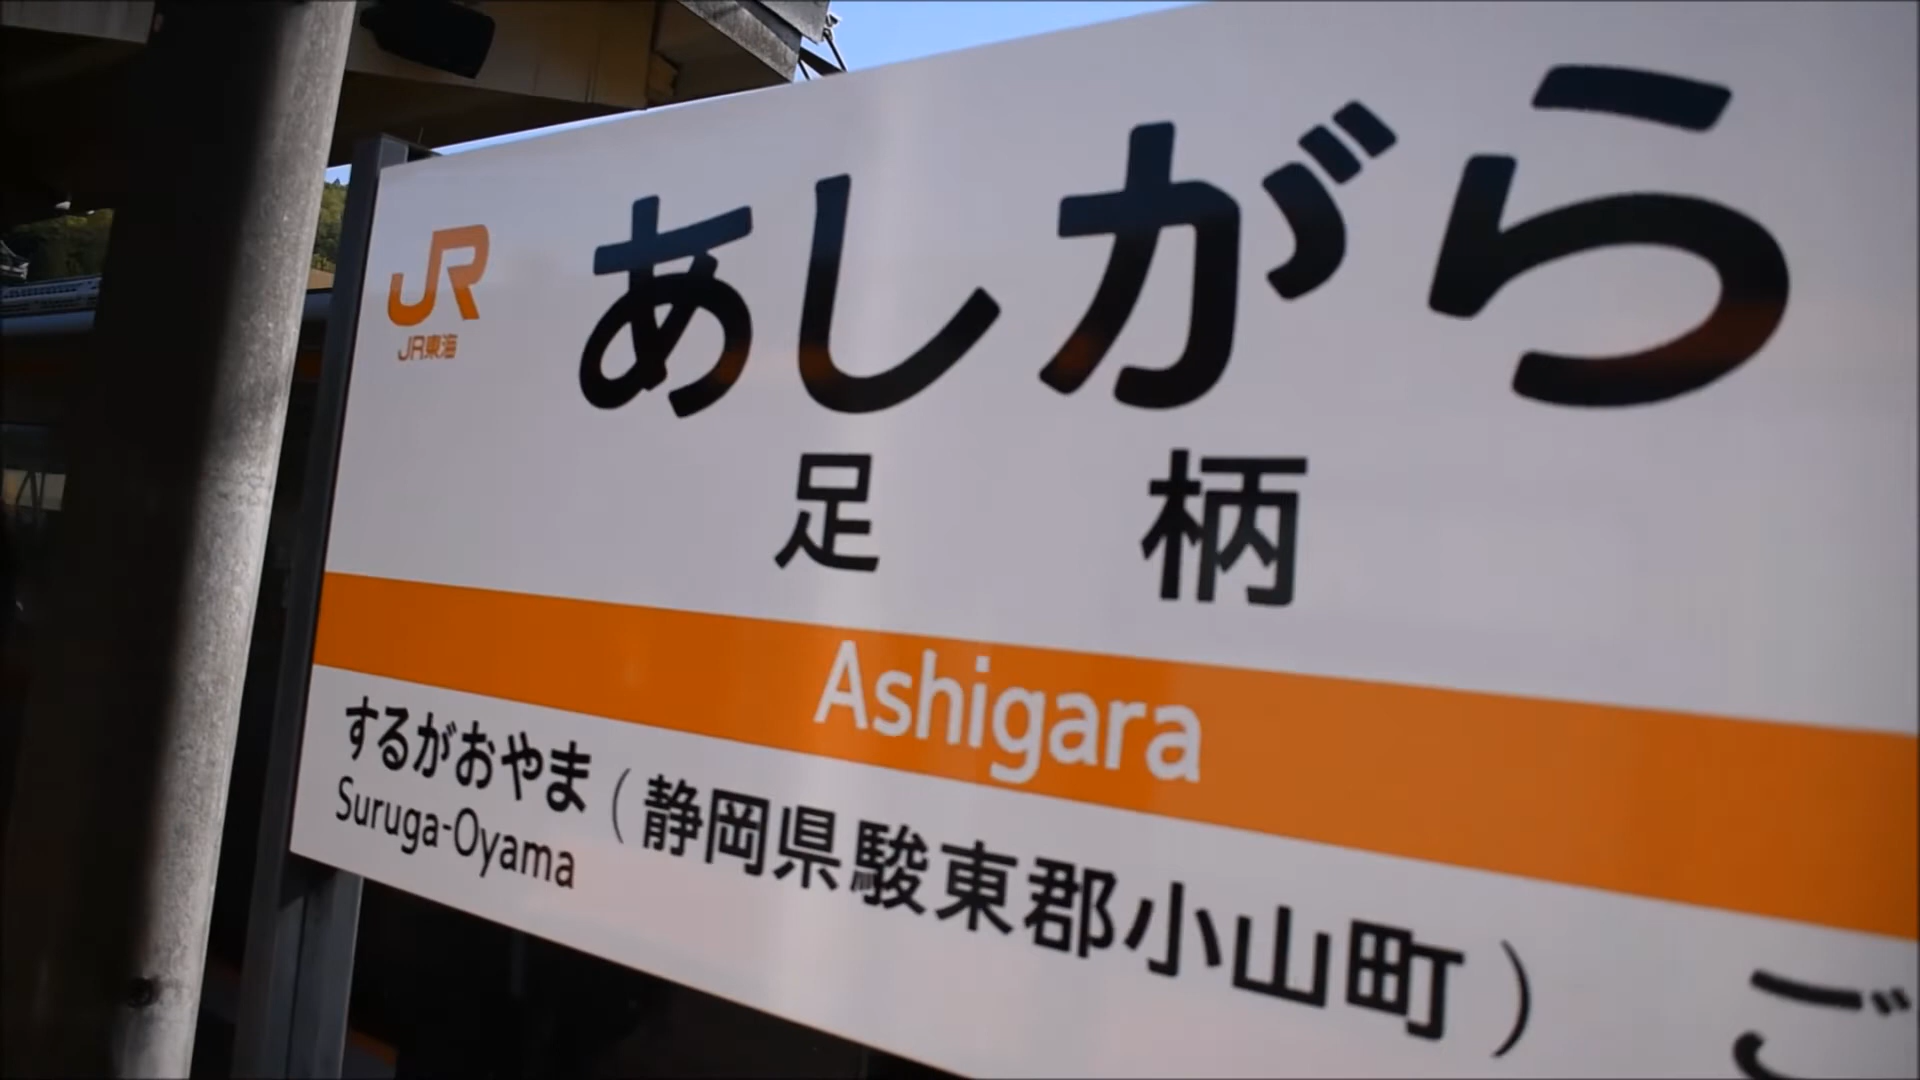 JR
JR東海
あしがら
足柄
Ashigara
するがおやま
Suruga-Oyama
(静岡県駿東郡小山町)
ご